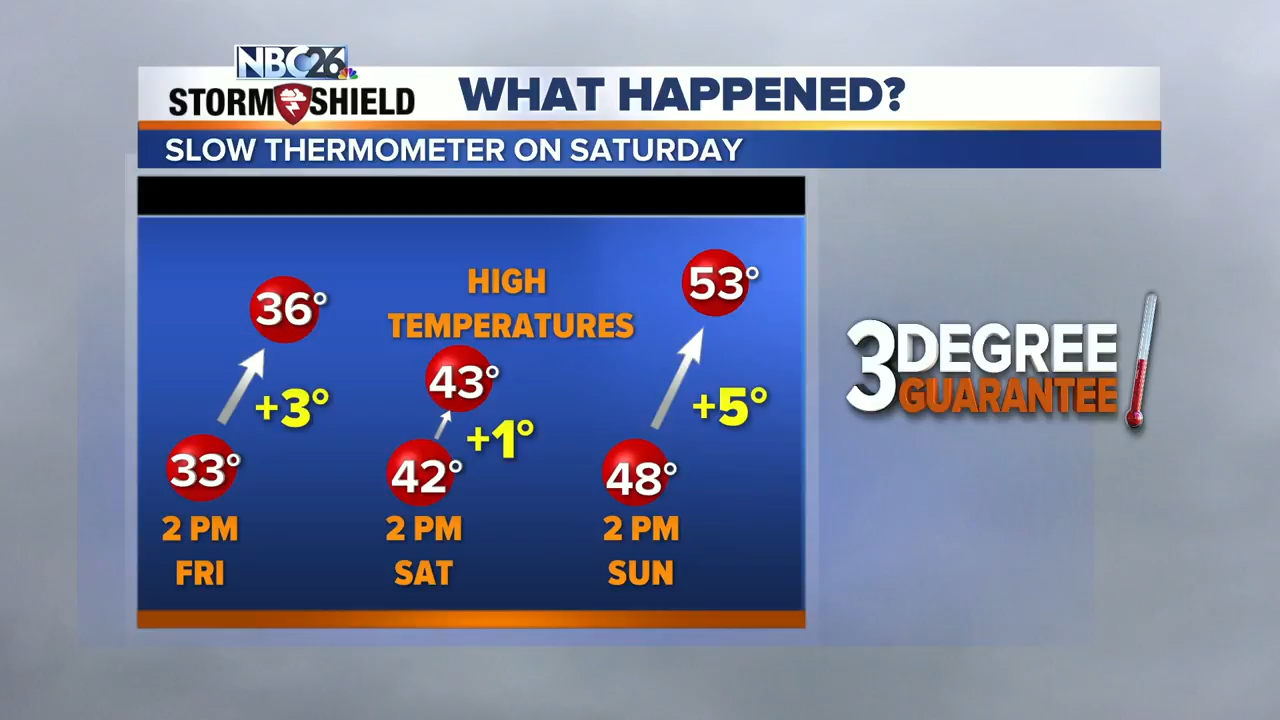 NBC26
STORM SHIELD
WHAT HAPPENED?
SLOW THERMOMETER ON SATURDAY
HIGH
TEMPERATURES
36°
+3°
33°
2 PM
FRI
43°
+1°
42°
2 PM
SAT
53°
+5°
48°
2 PM
SUN
3 DEGREE
GUARANTEE